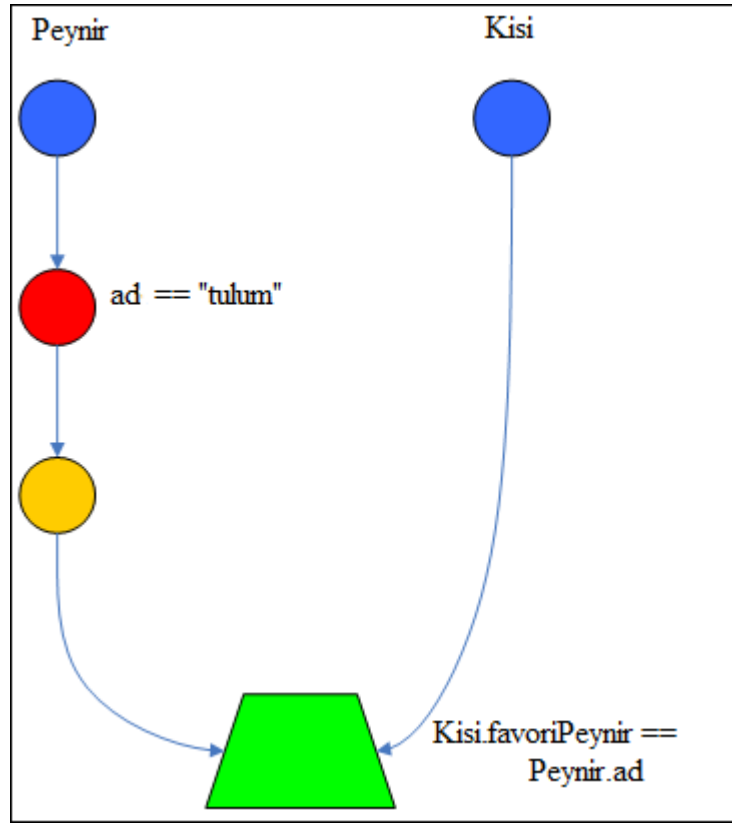 Peynir
Kisi
ad == "tulum"
Kisi.favoriPeynir ==
Peynir.ad